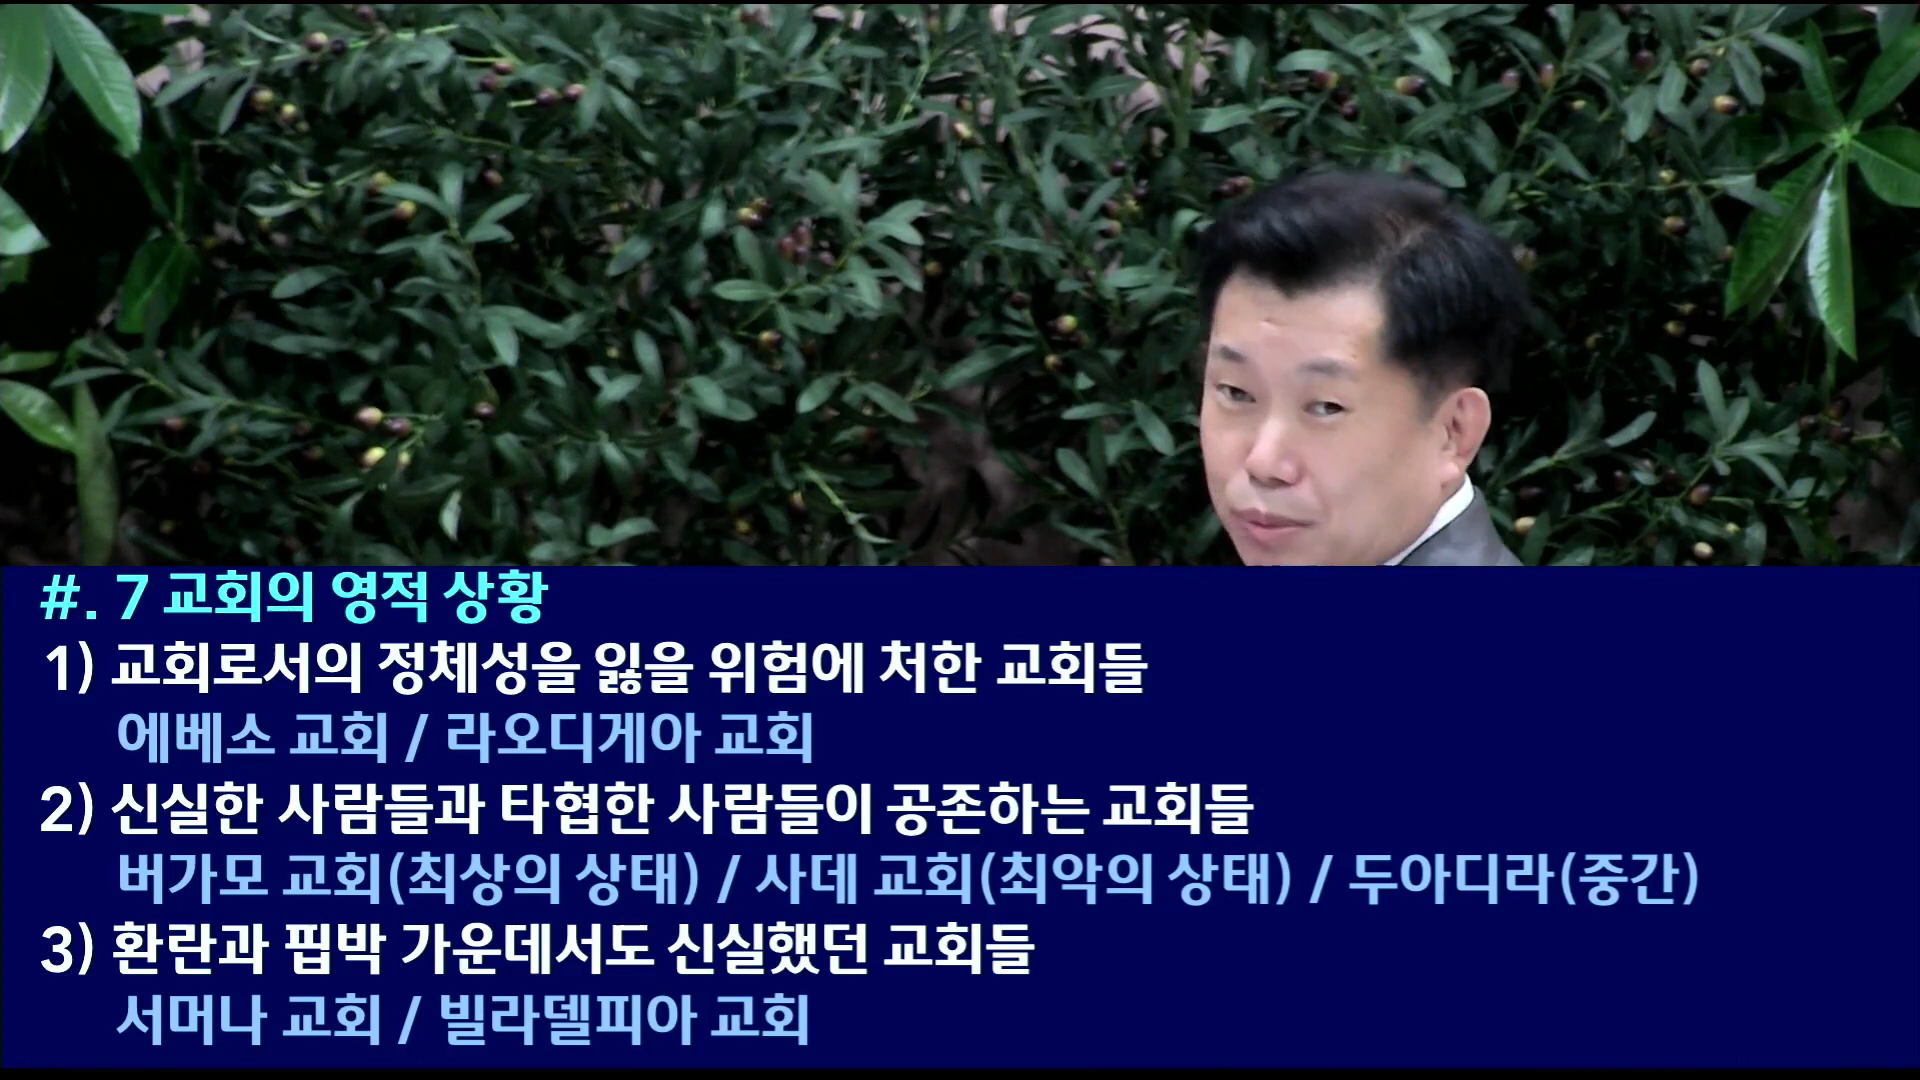 #. 7 교회의 영적 상황
1) 교회로서의 정체성을 잃을 위험에 처한 교회들
에베소 교회 / 라오디게아 교회
2) 신실한 사람들과 타협한 사람들이 공존하는 교회들
버가모 교회(최상의 상태) / 사데 교회(최악의 상태) / 두아디라(중간)
3) 환란과 핍박 가운데서도 신실했던 교회들
서머나 교회 / 빌라델피아 교회